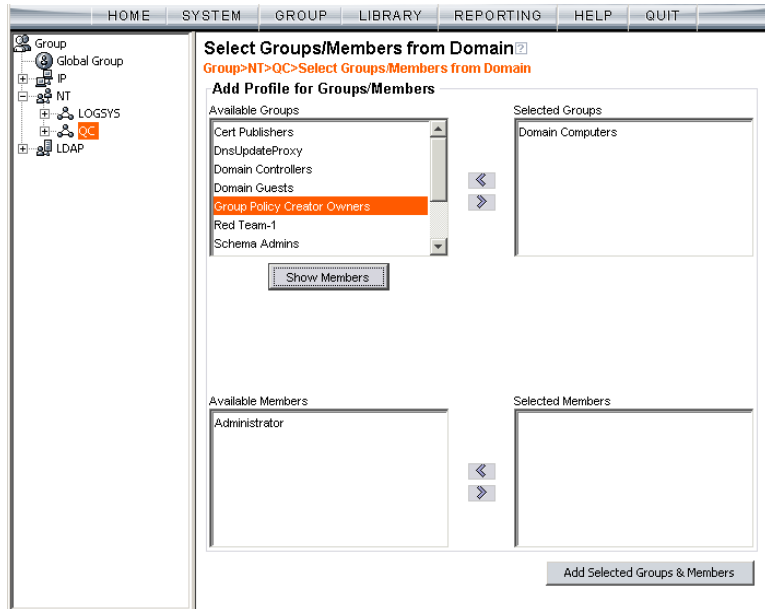 HOME SYSTEM GROUP LIBRARY REPORTING HELP QUIT
Group
Global Group
IP
NT
LOGSYS
QC
LDAP
Select Groups/Members from Domain?
Group>NT>QC>Select Groups/Members from Domain
Add Profile for Groups/Members
Available Groups
Cert Publishers
DnsUpdateProxy
Domain Controllers
Domain Guests
Group Policy Creator Owners
Red Team-1
Schema Admins
Selected Groups
Domain Computers
Show Members
Available Members
Administrator
Selected Members
Add Selected Groups & Members